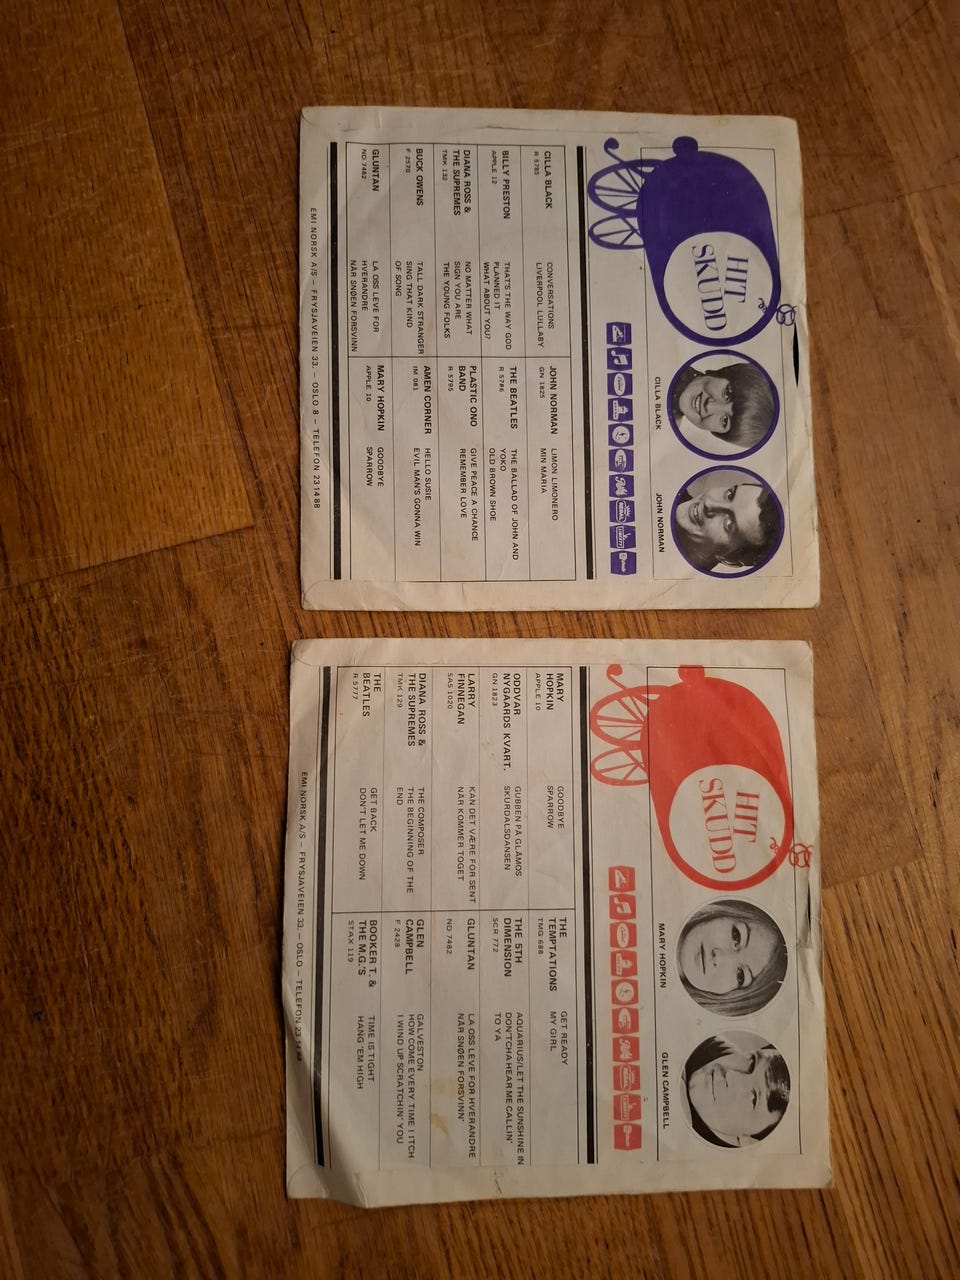 HIT
SKUDD
CILLA BLACK
JOHN NORMAN
CILLA BLACK
R 5785
CONVERSATIONS
LIVERPOOL LULLABY
BILLY PRESTON
APPLE 12
THAT'S THE WAY GOD
PLANNED IT
WHAT ABOUT YOU?
DIANA ROSS &
THE SUPREMES
TMK 132
NO MATTER WHAT
SIGN YOU ARE
THE YOUNG FOLKS
BUCK OWENS
F 2570
TALL DARK STRANGER
SING THAT KIND
OF SONG
GLUNTAN
ND 7482
LA OSS LEVE FOR
HVERANDRE
NÅR SNØEN FORSVINN
JOHN NORMAN
GN 1825
LIMON LIMONERO
MIN MARIA
THE BEATLES
R 5786
THE BALLAD OF JOHN AND
YOKO
OLD BROWN SHOE
PLASTIC ONO
BAND
R 5795
GIVE PEACE A CHANCE
REMEMBER LOVE
AMEN CORNER
IM 081
HELLO SUSIE
EVIL MAN'S GONNA WIN
MARY HOPKIN
APPLE 10
GOODBYE
SPARROW
EMI NORSK A/S – FRYSJAVEIEN 33. – OSLO 8 – TELEFON 231488
HIT
SKUDD
MARY HOPKIN
GLEN CAMPBELL
MARY
HOPKIN
APPLE 10
GOODBYE
SPARROW
ODDVAR
NYGAARDS KVART.
GN 1823
GUBBEN PÅ GLÅMOS
SKURDALSDANSEN
LARRY
FINNEGAN
SAS 1020
KAN DET VÆRE FOR SENT
NÅR KOMMER TOGET
DIANA ROSS &
THE SUPREMES
TMK 129
THE COMPOSER
THE BEGINNING OF THE
END
THE
BEATLES
R 5777
GET BACK
DON'T LET ME DOWN
THE
TEMPTATIONS
TMG 688
GET READY
MY GIRL
THE 5TH
DIMENSION
SCR 772
AQUARIUS/LET THE SUNSHINE IN
DON'TCHA HEAR ME CALLIN'
TO YA
GLUNTAN
ND 7482
LA OSS LEVE FOR HVERANDRE
NÅR SNØEN FORSVINN'
GLEN
CAMPBELL
F 2428
GALVESTON
HOW COME EVERY TIME I ITCH
I WIND UP SCRATCHIN' YOU
BOOKER T. &
THE M.G.'S
STAX 119
TIME IS TIGHT
HANG 'EM HIGH
EMI NORSK A/S – FRYSJAVEIEN 33. – OSLO – TELEFON 23 14 88